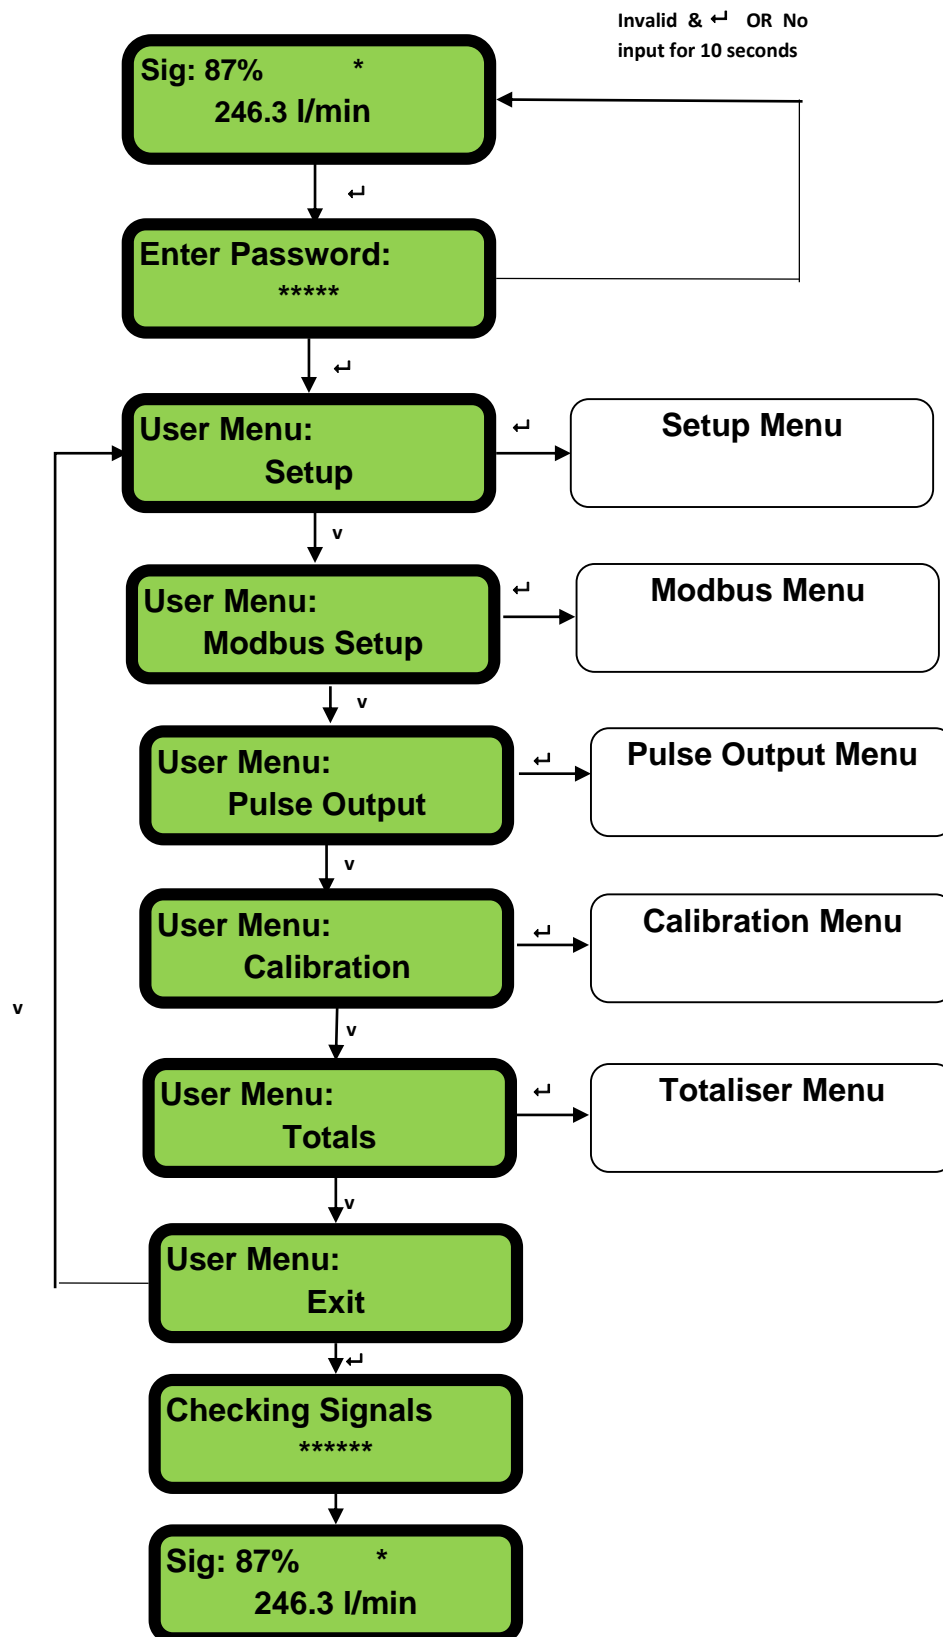 Invalid & ↵ OR No
input for 10 seconds
Sig: 87% *
246.3 l/min
↵
Enter Password:
*****
↵
User Menu:
Setup
↵
Setup Menu
v
User Menu:
Modbus Setup
↵
Modbus Menu
v
User Menu:
Pulse Output
↵
Pulse Output Menu
v
User Menu:
Calibration
↵
Calibration Menu
v
v
User Menu:
Totals
↵
Totaliser Menu
v
User Menu:
Exit
↵
Checking Signals
******
Sig: 87% *
246.3 l/min